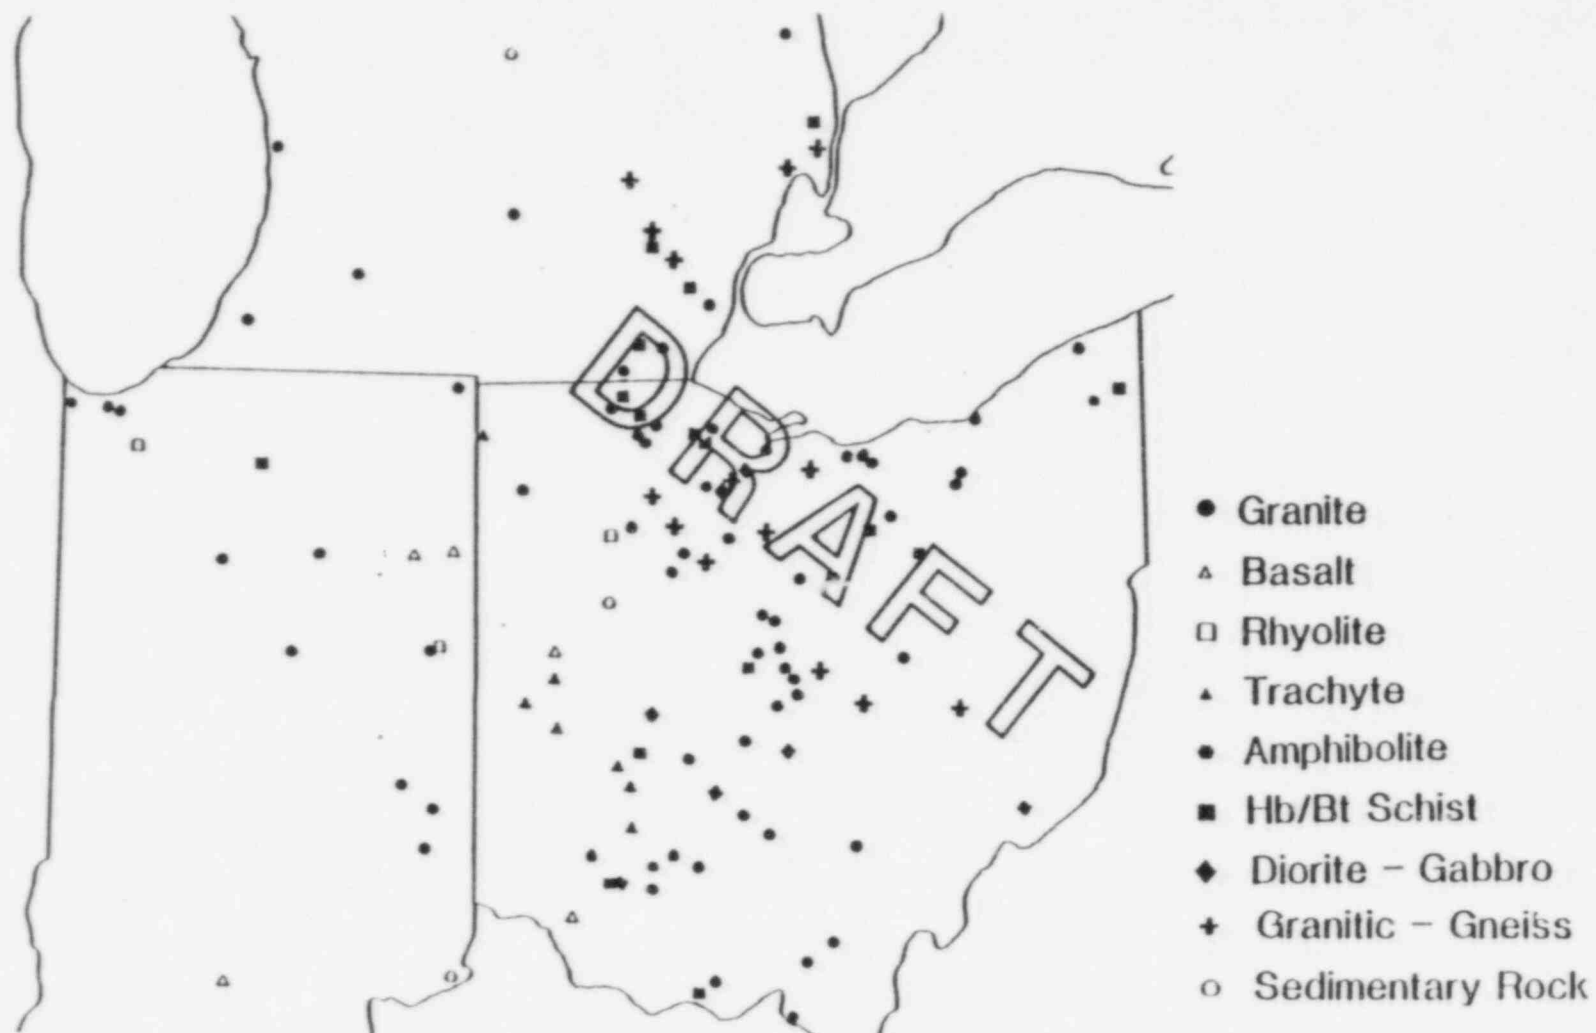 DRAFT
Granite
Basalt
Rhyolite
Trachyte
Amphibolite
Hb/Bt Schist
Diorite - Gabbro
Granitic - Gneiss
Sedimentary Rock